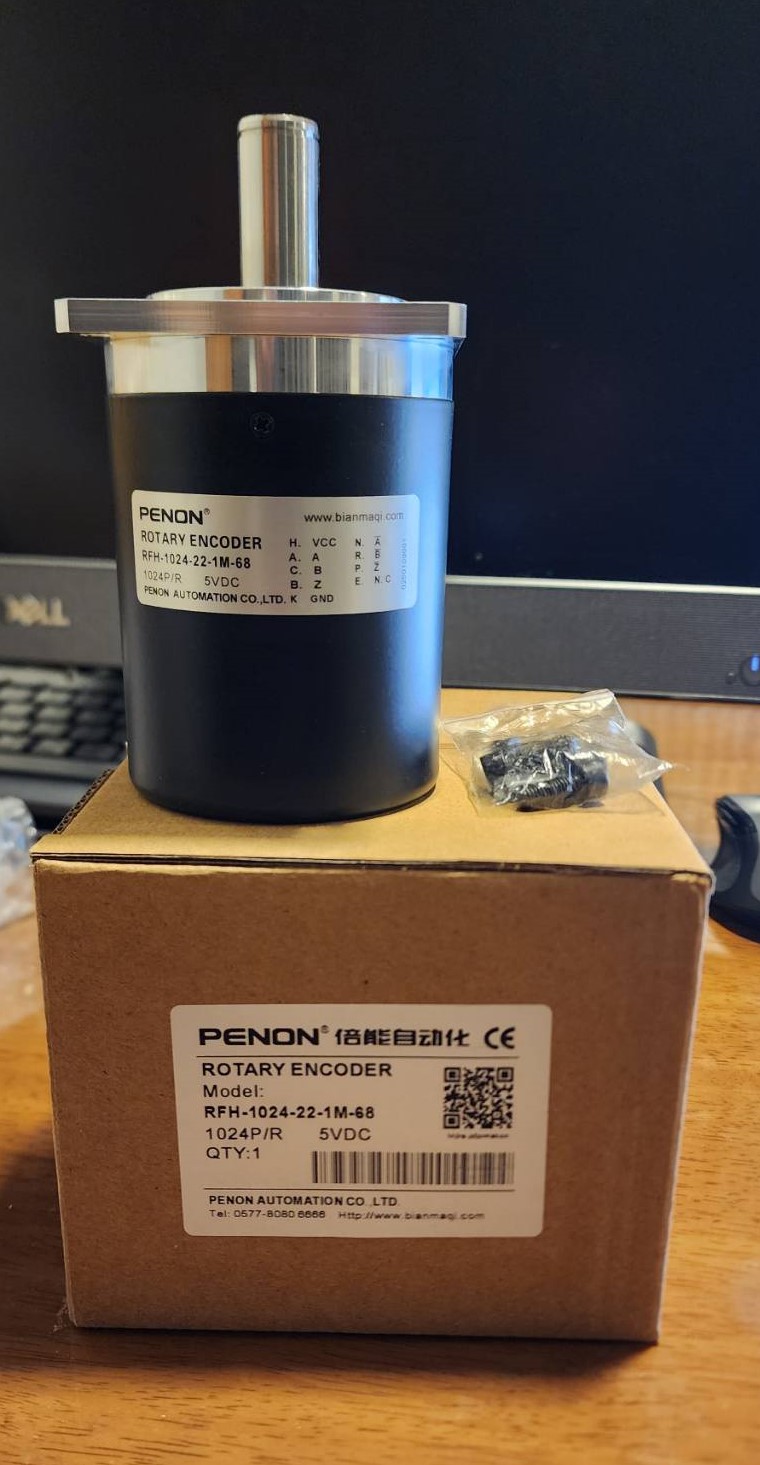 PENON® www.bianmaqi.com
ROTARY ENCODER H. VCC N. A̅
RFH-1024-22-1M-68 A. A R. B̅
1024P/R 5VDC C. B P. Z̅
B. Z E. N.C
PENON AUTOMATION CO.,LTD. K GND
DELL
PENON® 倍能自动化 CE
ROTARY ENCODER
Model:
RFH-1024-22-1M-68
1024P/R 5VDC
QTY:1
PENON AUTOMATION CO.,LTD.
Tel: 0577-8080 6666 Http://www.bianmaqi.com